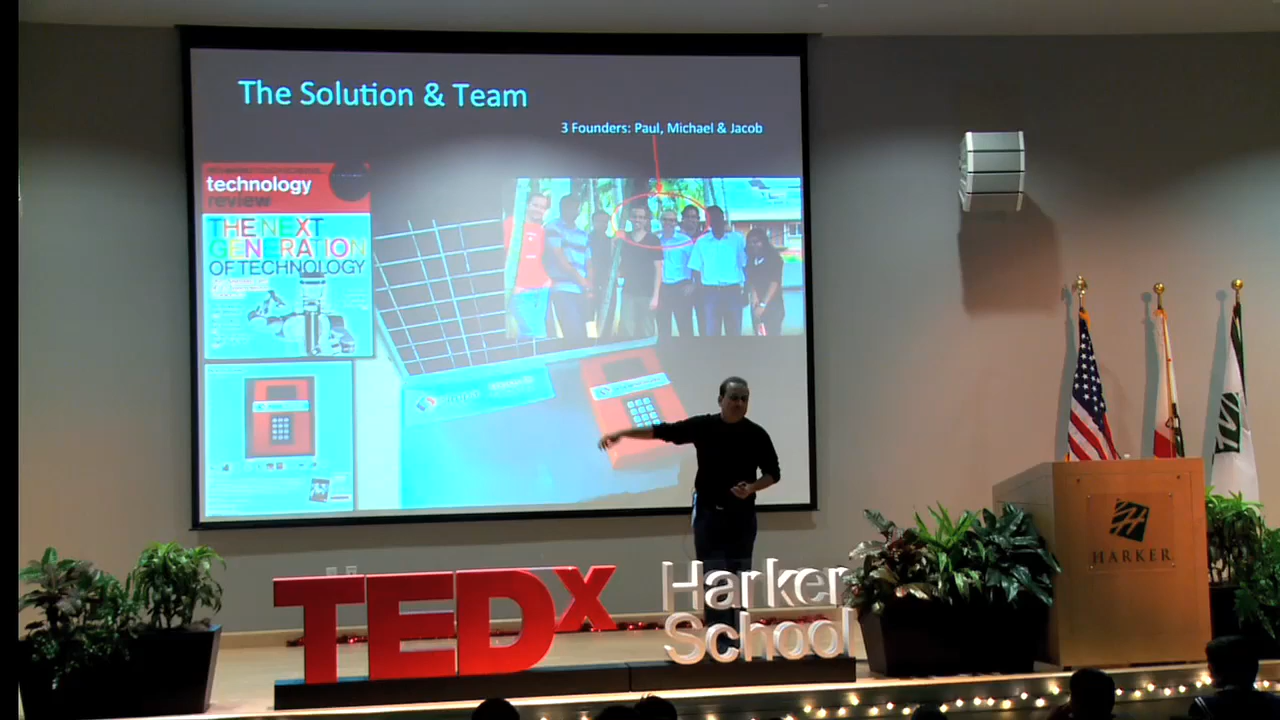 The Solution & Team
3 Founders: Paul, Michael & Jacob
technology
review
THE NEXT
GENERATION
OF TECHNOLOGY
HARKER
TEDx
Harker
School